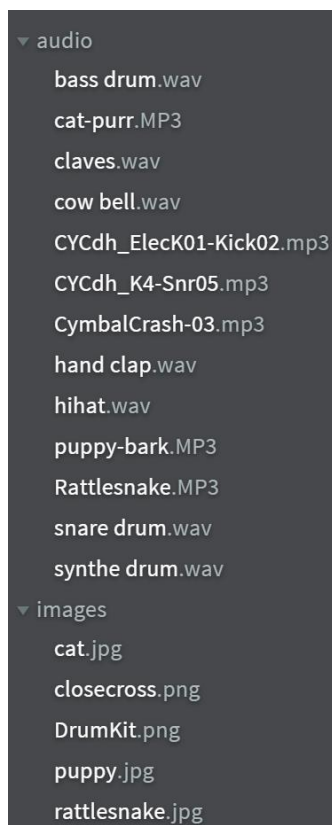 audio
bass drum.wav
cat-purr.MP3
claves.wav
cow bell.wav
CYCdh_ElecK01-Kick02.mp3
CYCdh_K4-Snr05.mp3
CymbalCrash-03.mp3
hand clap.wav
hihat.wav
puppy-bark.MP3
Rattlesnake.MP3
snare drum.wav
synthe drum.wav
images
cat.jpg
closecross.png
DrumKit.png
puppy.jpg
rattlesnake.jpg